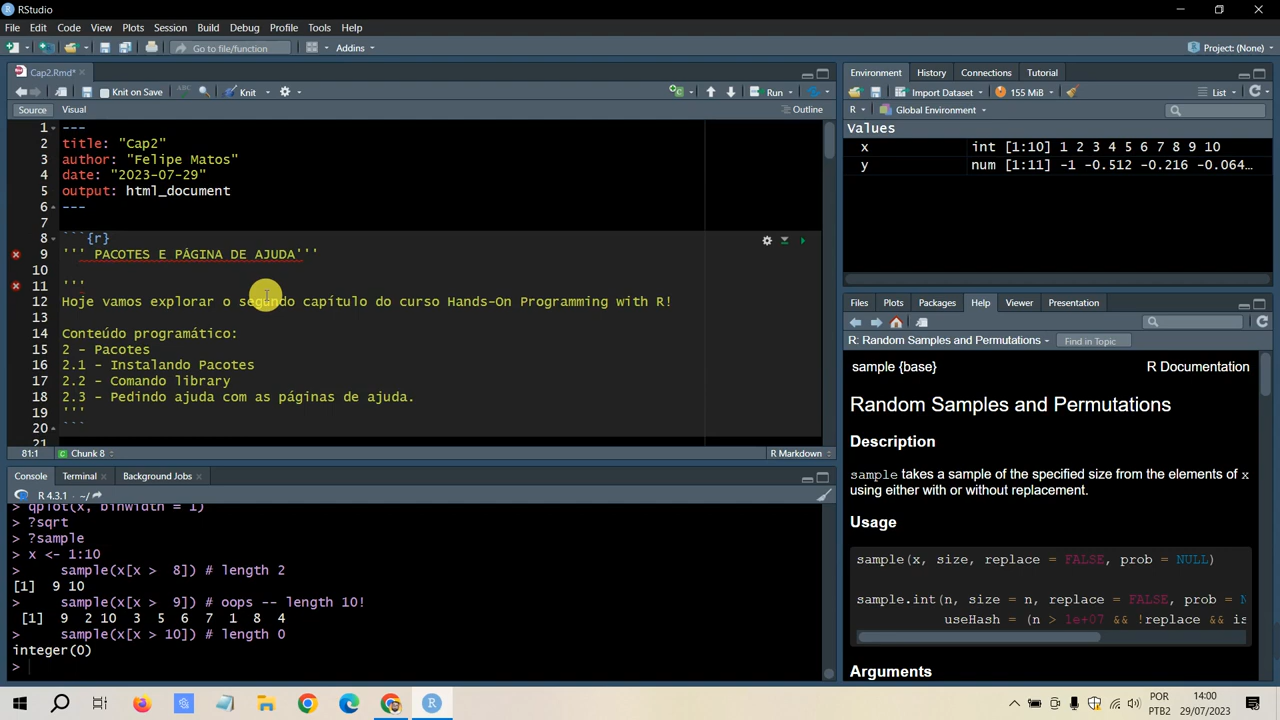 RStudio
File Edit Code View Plots Session Build Debug Profile Tools Help
Go to file/function Addins Project: (None)
Cap2.Rmd*
Knit on Save ABC Knit Run
Source Visual Outline
1 ---
2 title: "Cap2"
3 author: "Felipe Matos"
4 date: "2023-07-29"
5 output: html_document
6 ---
7
8 ```{r}
9 ''' PACOTES E PÁGINA DE AJUDA'''
10
11 '''
12 Hoje vamos explorar o segundo capítulo do curso Hands-On Programming with R!
13
14 Conteúdo programático:
15 2 - Pacotes
16 2.1 - Instalando Pacotes
17 2.2 - Comando library
18 2.3 - Pedindo ajuda com as páginas de ajuda.
19 '''
20 ```
21
81:1 Chunk 8 R Markdown
Console Terminal Background Jobs
R 4.3.1 · ~/
> qplot(x, binwidth = 1)
> ?sqrt
> ?sample
> x <- 1:10
> sample(x[x > 8]) # length 2
[1] 9 10
> sample(x[x > 9]) # oops -- length 10!
[1] 9 2 10 3 5 6 7 1 8 4
> sample(x[x > 10]) # length 0
integer(0)
>
Environment History Connections Tutorial
Import Dataset 155 MiB List
R Global Environment
Values
x int [1:10] 1 2 3 4 5 6 7 8 9 10
y num [1:11] -1 -0.512 -0.216 -0.064…
Files Plots Packages Help Viewer Presentation
R: Random Samples and Permutations Find in Topic
sample {base} R Documentation
Random Samples and Permutations
Description
sample takes a sample of the specified size from the elements of x
using either with or without replacement.
Usage
sample(x, size, replace = FALSE, prob = NULL)
sample.int(n, size = n, replace = FALSE, prob = N
useHash = (n > 1e+07 && !replace && is
Arguments
POR
PTB2
14:00
29/07/2023